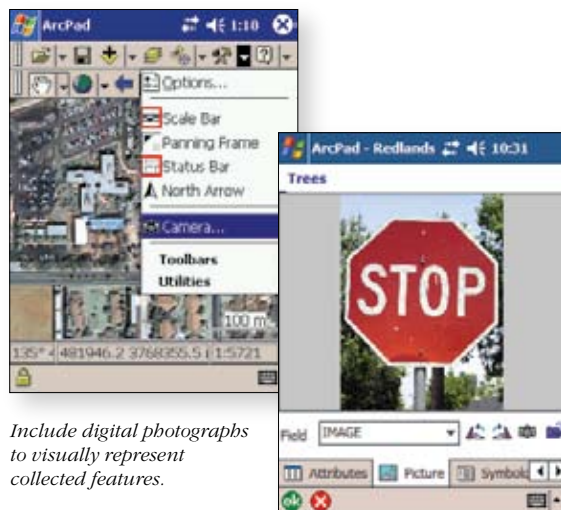 ArcPad 1:10
Options...
Scale Bar
Panning Frame
Status Bar
North Arrow
Camera...
Toolbars
Utilities
100 m
135° 481946.2 3768355.5 1:5721
Include digital photographs
to visually represent
collected features.
ArcPad - Redlands 10:31
Trees
STOP
Field IMAGE
Attributes Picture